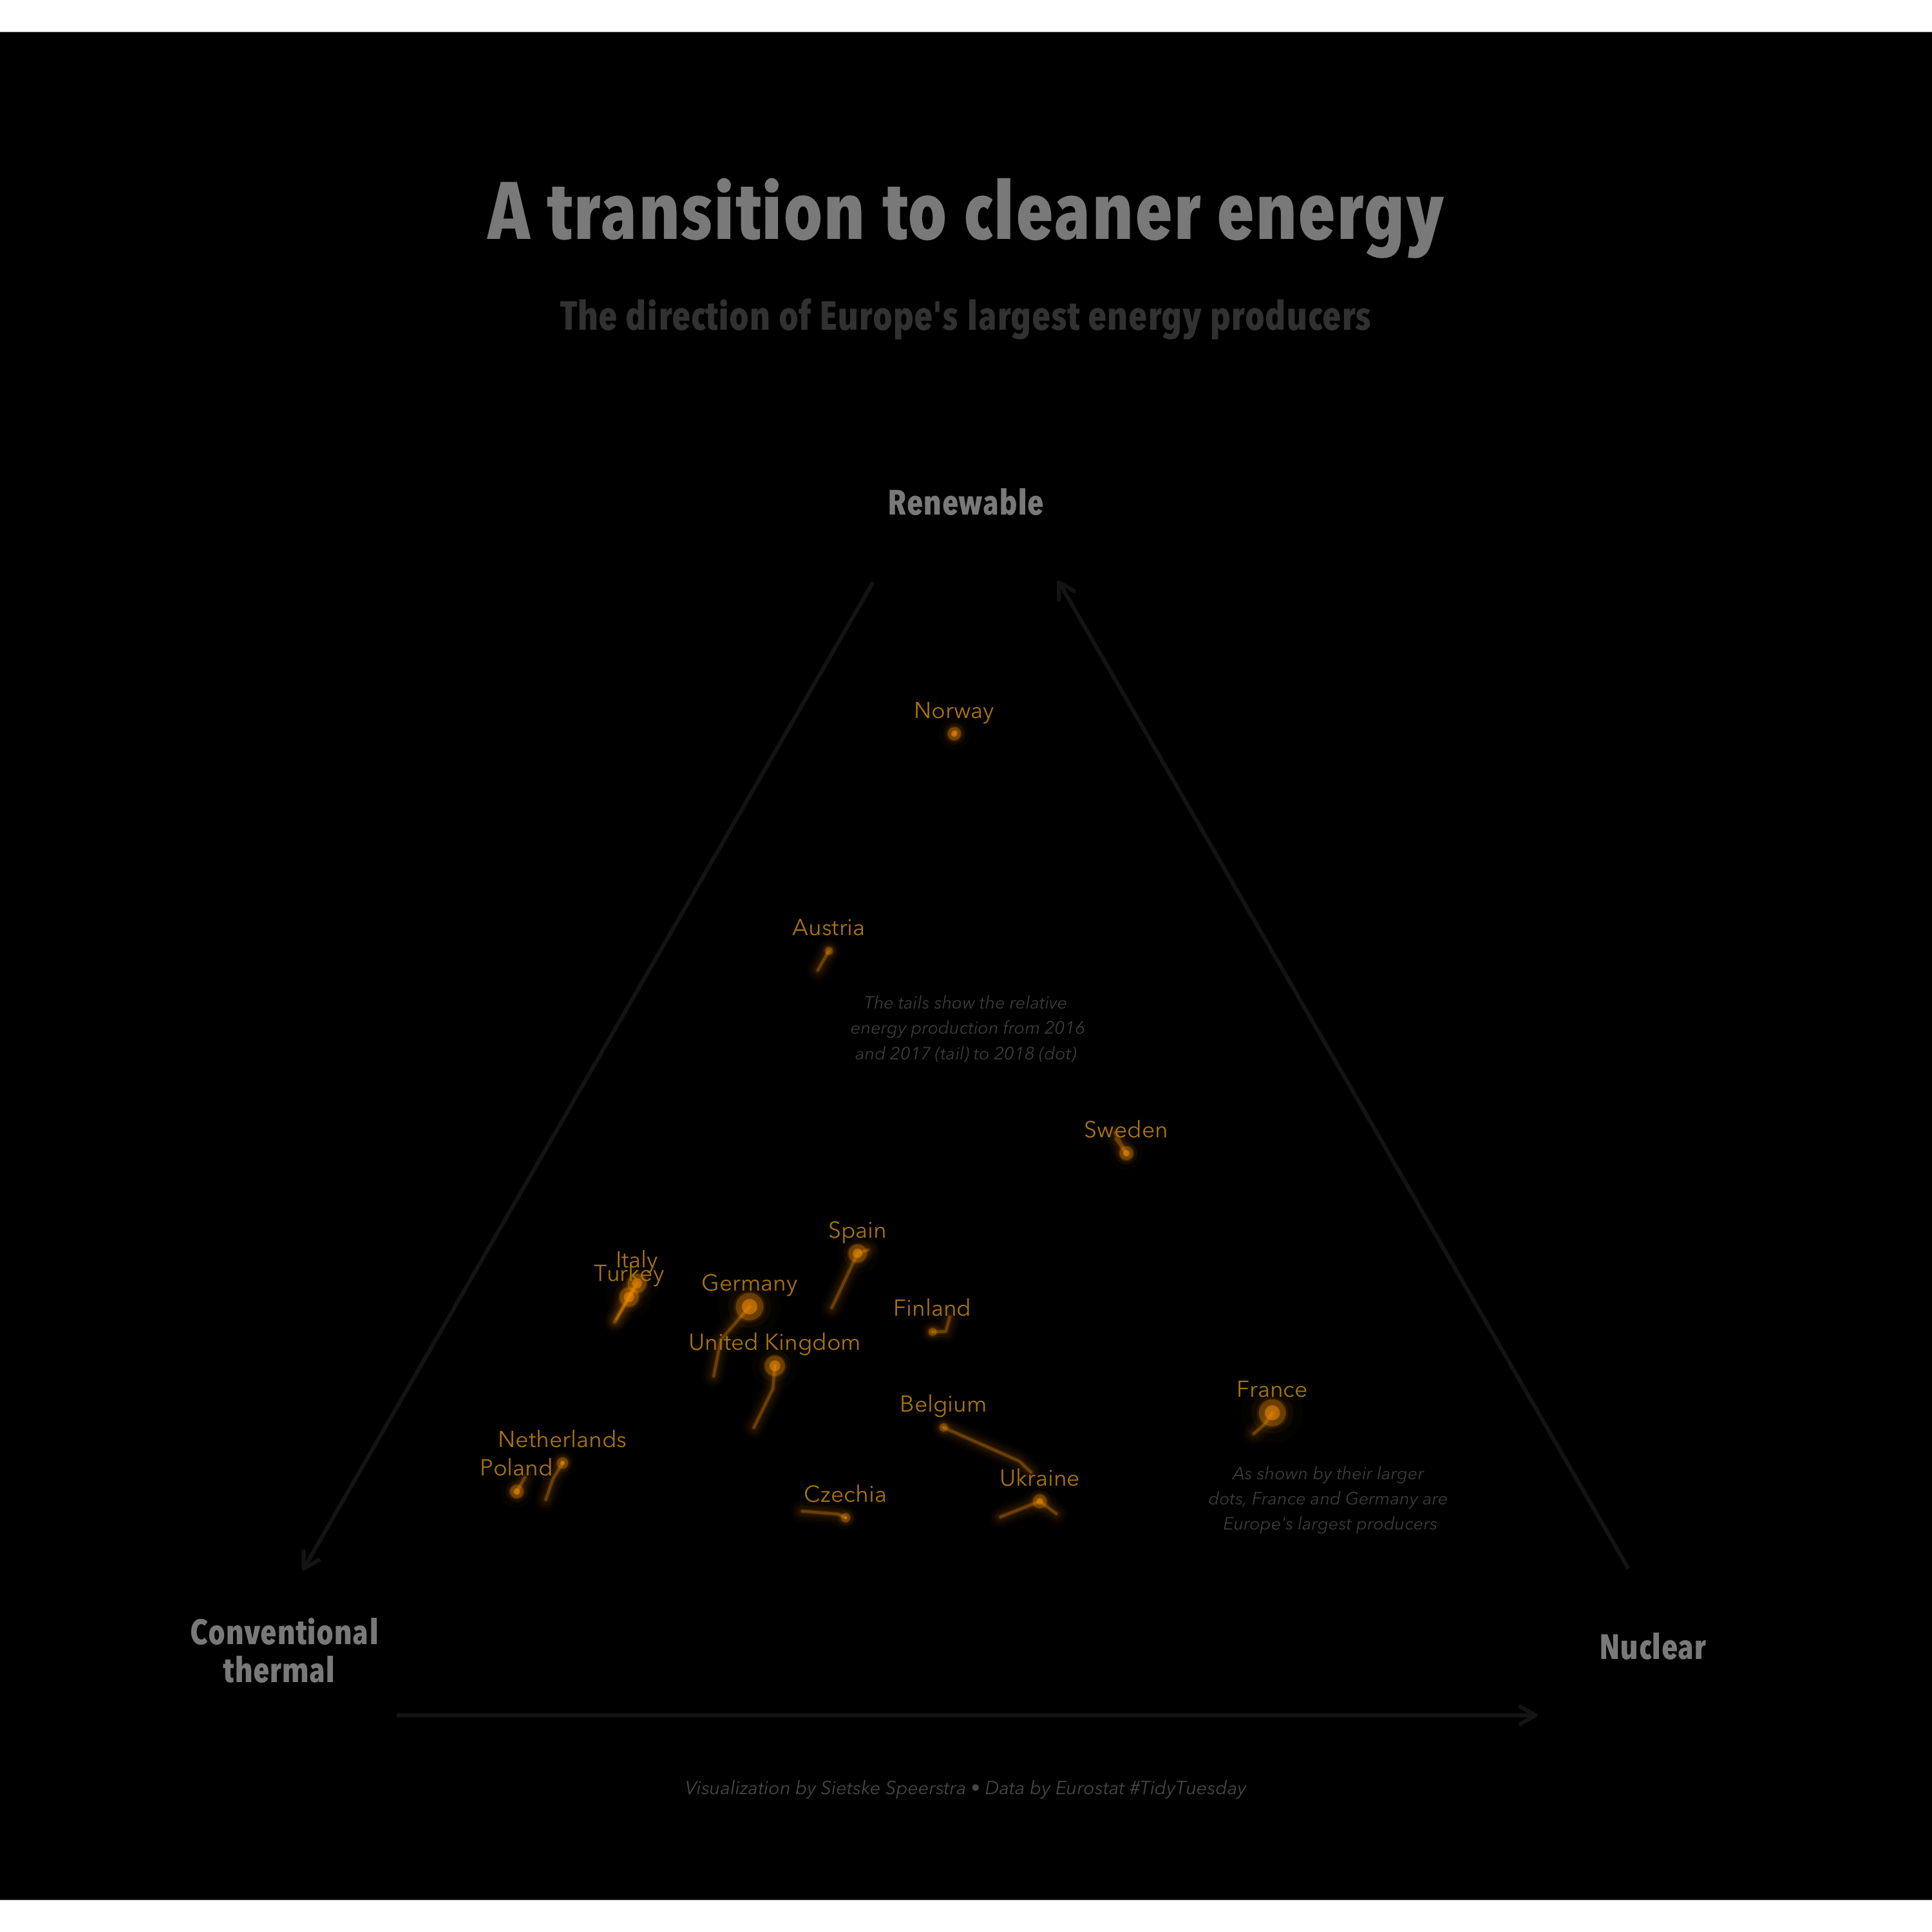 A transition to cleaner energy
The direction of Europe's largest energy producers
Renewable
Norway
Austria
The tails show the relative
energy production from 2016
and 2017 (tail) to 2018 (dot)
Sweden
Spain
Italy
Turkey
Germany
Finland
United Kingdom
France
Belgium
Netherlands
Poland
Ukraine
Czechia
As shown by their larger
dots, France and Germany are
Europe's largest producers
Conventional
thermal
Nuclear
Visualization by Sietske Speerstra • Data by Eurostat #TidyTuesday